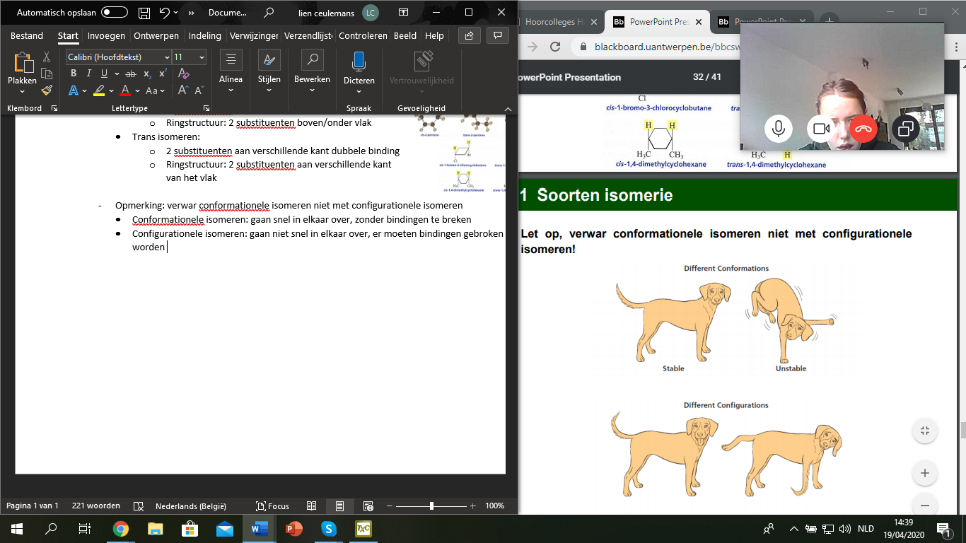 Automatisch opslaan
Docume...
lien ceulemans
LC
Bestand Start Invoegen Ontwerpen Indeling Verwijzingen Verzendlijsten Controleren Beeld Help
Plakken
Calibri (Hoofdtekst) 11
B I U ab x₂ x²
Aa
A A
Alinea
Stijlen
Bewerken
Dicteren
Vertrouwelijkheid
Klembord
Lettertype
Spraak
Gevoeligheid
Ringstructuur: 2 substituenten boven/onder vlak
Trans isomeren:
2 substituenten aan verschillende kant dubbele binding
Ringstructuur: 2 substituenten aan verschillende kant
van het vlak
- Opmerking: verwar conformationele isomeren niet met configurationele isomeren
Conformationele isomeren: gaan snel in elkaar over, zonder bindingen te breken
Configurationele isomeren: gaan niet snel in elkaar over, er moeten bindingen gebroken
worden
Pagina 1 van 1 221 woorden Nederlands (België) Focus 100%
Hoorcolleges H
Bb PowerPoint Pre
Bb PowerPoint Pre
blackboard.uantwerpen.be/bbcsw
PowerPoint Presentation 32 / 41
Cl
cis-1-bromo-3-chlorocyclobutane
H H
H₃C CH₃
H₃C H
cis-1,4-dimethylcyclohexane
trans-1,4-dimethylcyclohexane
1 Soorten isomerie
Let op, verwar conformationele isomeren niet met configurationele
isomeren!
Different Conformations
Stable Unstable
Different Configurations
NLD
14:39
19/04/2020
1